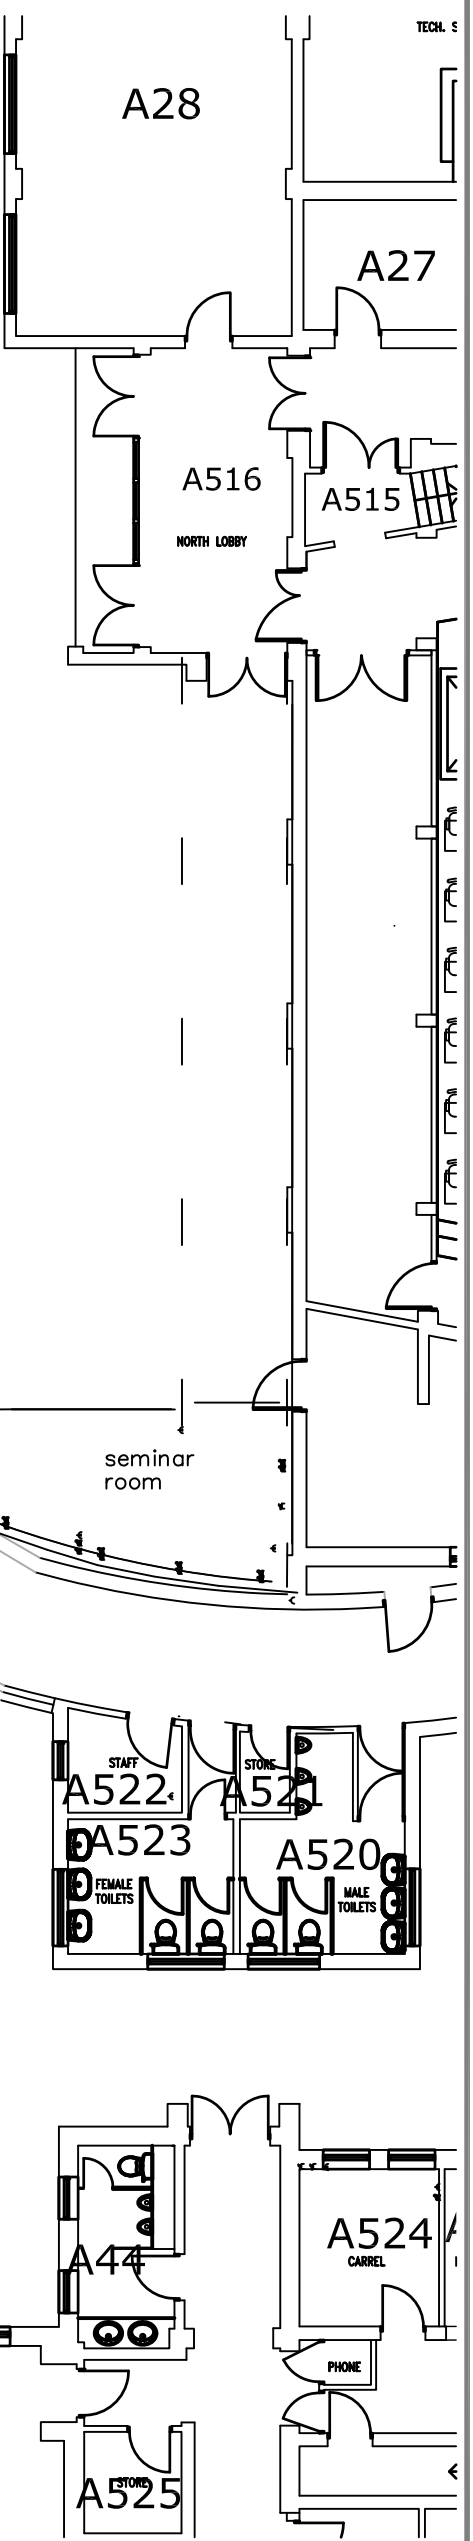 TECH. S
A28
A27
A516
A515
NORTH LOBBY
seminar
room
STAFF
STORE
A522
A521
A523
A520
FEMALE
TOILETS
MALE
TOILETS
A524
A44
CARREL
PHONE
STORE
A525